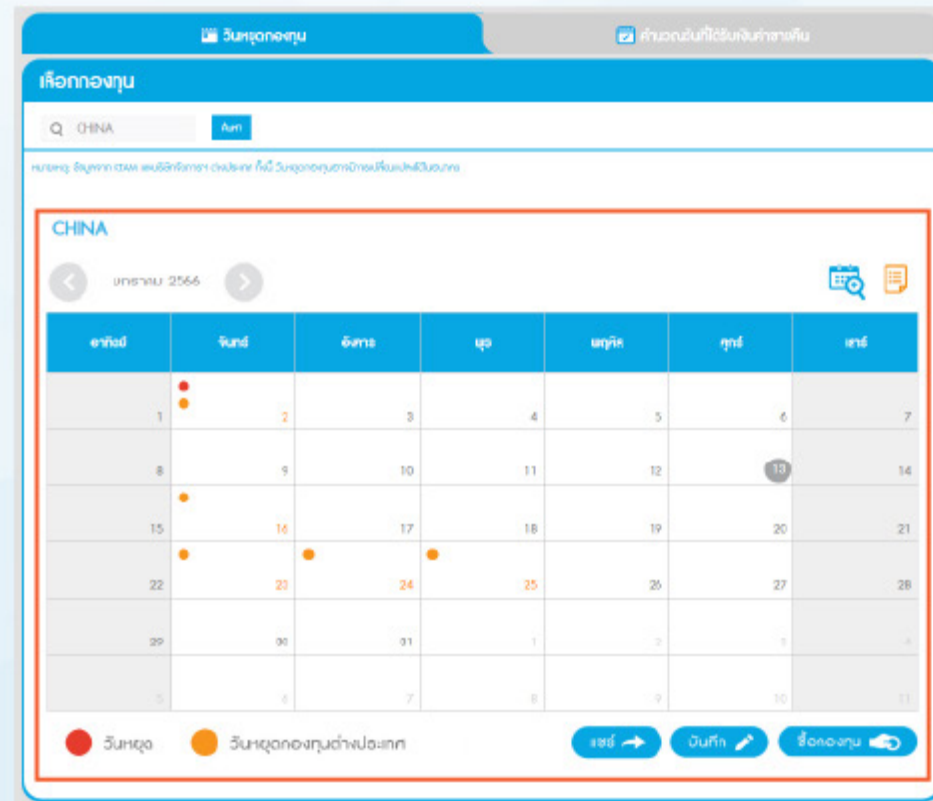 วันหยุดกองทุน
คำนวณวันที่ได้รับเงินค่าขายคืน
เลือกกองทุน
CHINA
ค้นหา
CHINA
มกราคม 2566
อาทิตย์ จันทร์ อังคาร พุธ พฤหัส ศุกร์ เสาร์
1 2 3 4 5 6 7
8 9 10 11 12 13 14
15 16 17 18 19 20 21
22 23 24 25 26 27 28
29 30 31 1 2 3 4
5 6 7 8 9 10 11
วันหยุด วันหยุดกองทุนต่างประเทศ แชร์ บันทึก ซื้อกองทุน